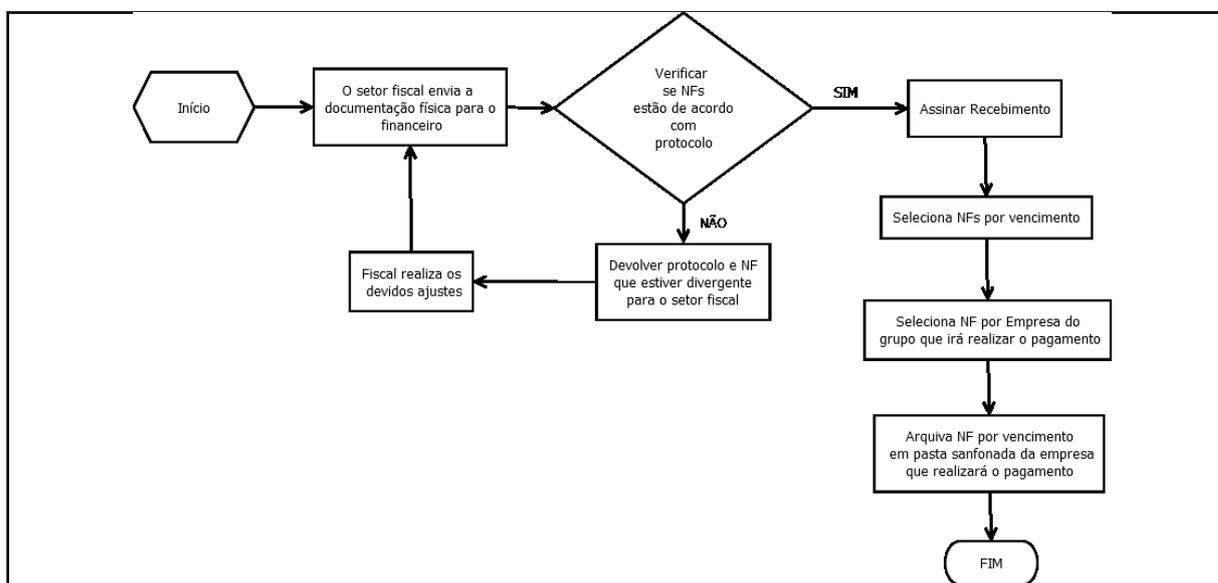 Início
O setor fiscal envia a
documentação física para o
financeiro
Verificar
se NFs
estão de acordo
com
protocolo
SIM
Assinar Recebimento
NÃO
Seleciona NFs por vencimento
Fiscal realiza os
devidos ajustes
Devolver protocolo e NF
que estiver divergente
para o setor fiscal
Seleciona NF por Empresa do
grupo que irá realizar o pagamento
Arquiva NF por vencimento
em pasta sanfonada da empresa
que realizará o pagamento
FIM